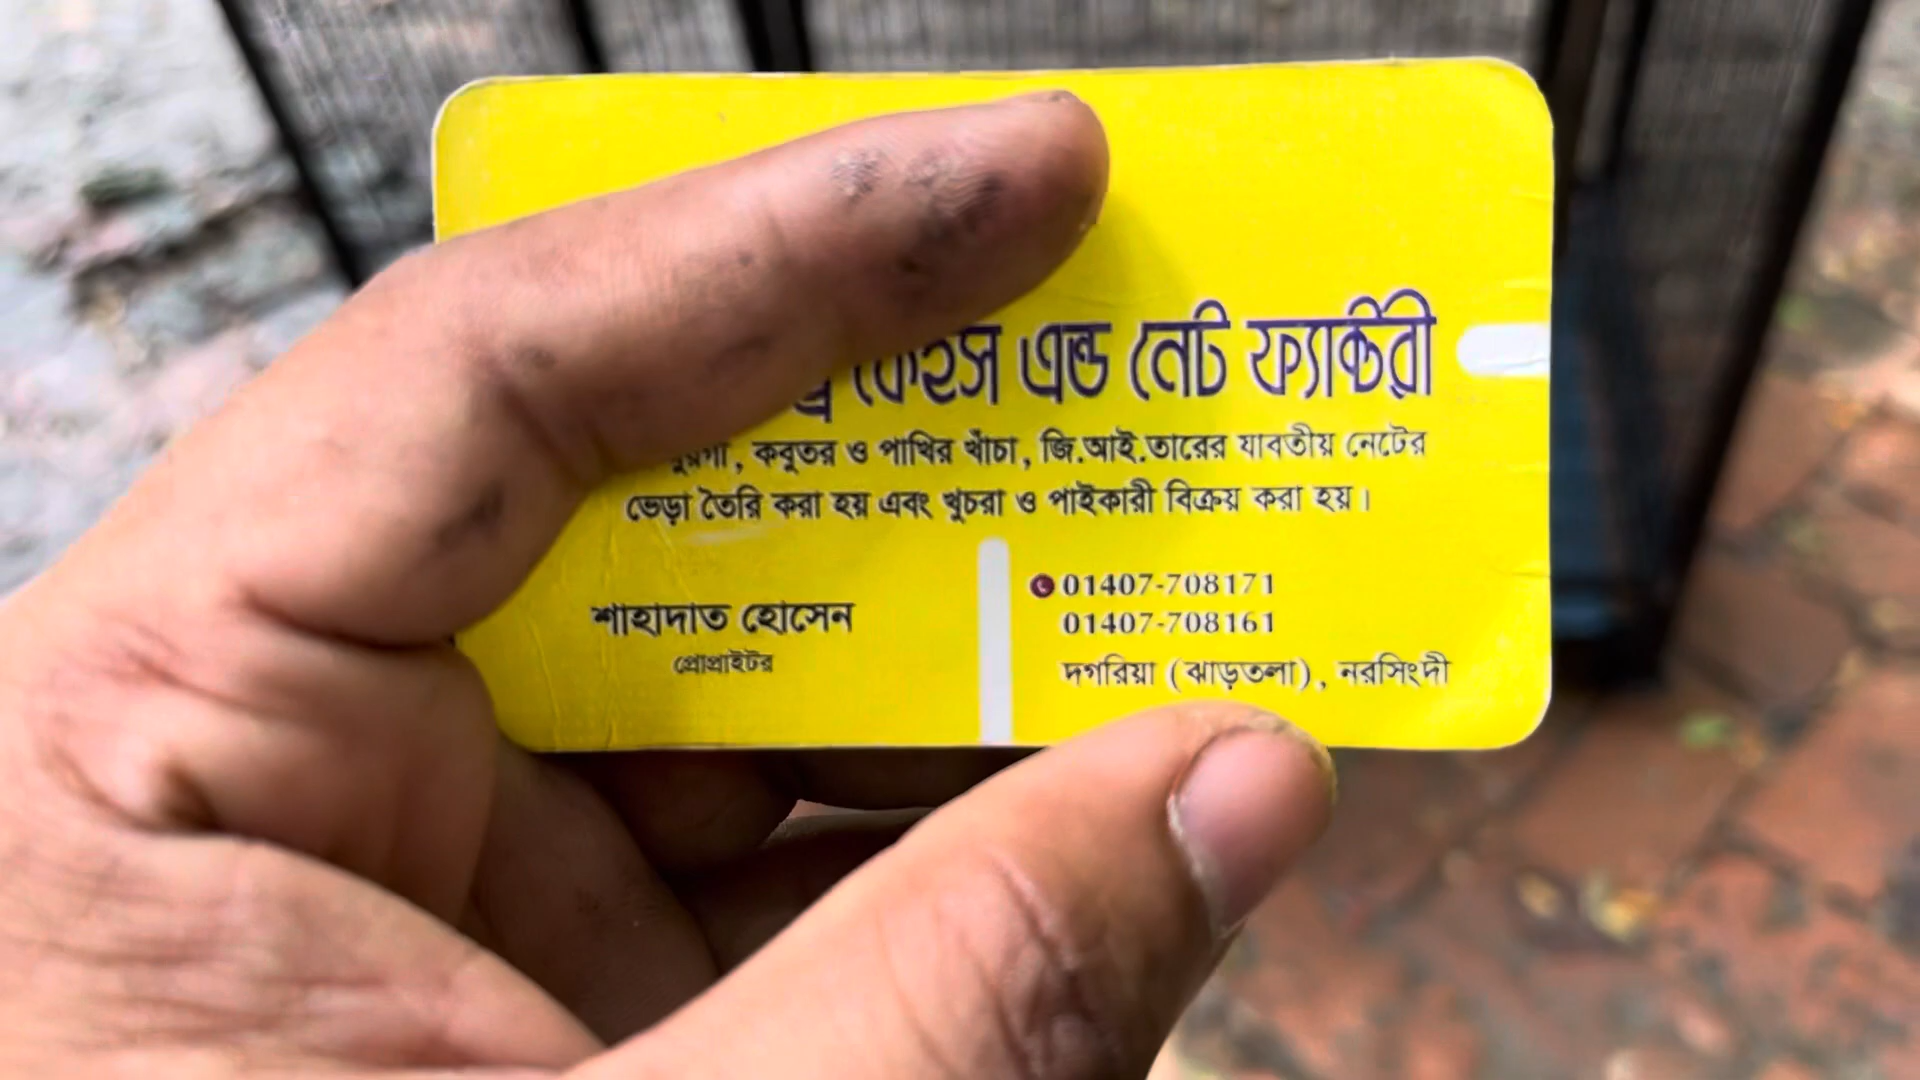 কেইস এন্ড নেট ফ্যাক্টরী
কবুতর ও পাখির খাঁচা, জি.আই.তারের যাবতীয় নেটের
ভেড়া তৈরি করা হয় এবং খুচরা ও পাইকারী বিক্রয় করা হয়।
শাহাদাত হোসেন
প্রোপ্রাইটর
01407-708171
01407-708161
দগরিয়া (ঝাড়তলা), নরসিংদী